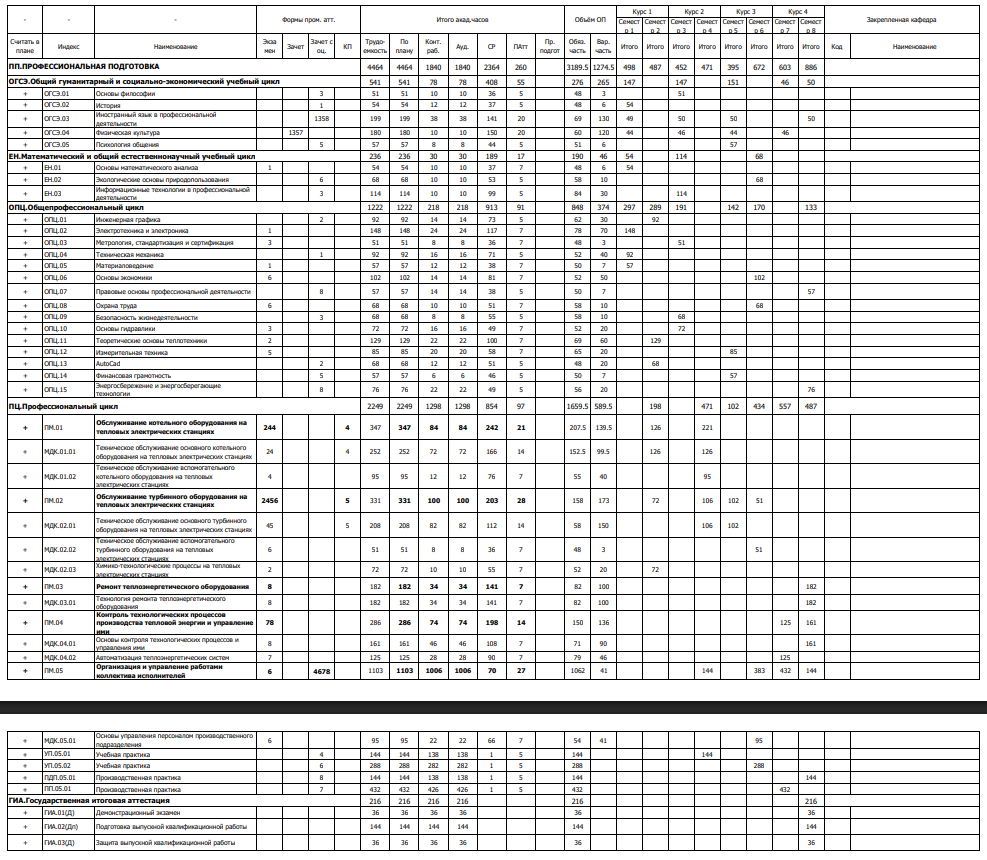 - - - Формы пром. атт. Итого акад.часов Объём ОП Курс 1 Курс 2 Курс 3 Курс 4 Закрепленная кафедра
Семестр 1 Семестр 2 Семестр 3 Семестр 4 Семестр 5 Семестр 6 Семестр 7 Семестр 8
Считать в плане Индекс Наименование Экзамен Зачет Зачет с оц. КП Трудоемкость По плану Конт. раб. Ауд. СР ПАтт Пр. подгот Обяз. часть Вар. часть Итого Итого Итого Итого Итого Итого Итого Итого Код Наименование
ПП.ПРОФЕССИОНАЛЬНАЯ ПОДГОТОВКА 4464 4464 1840 1840 2364 260 3189.5 1274.5 498 487 452 471 395 672 603 886
ОГСЭ.Общий гуманитарный и социально-экономический учебный цикл 541 541 78 78 408 55 276 265 147 147 151 46 50
+ ОГСЭ.01 Основы философии 3 51 51 10 10 36 5 48 3 51
+ ОГСЭ.02 История 1 54 54 12 12 37 5 48 6 54
+ ОГСЭ.03 Иностранный язык в профессиональной деятельности 1358 199 199 38 38 141 20 69 130 49 50 50 50
+ ОГСЭ.04 Физическая культура 1357 180 180 10 10 150 20 60 120 44 46 44 46
+ ОГСЭ.05 Психология общения 5 57 57 8 8 44 5 51 6 57
ЕН.Математический и общий естественнонаучный учебный цикл 236 236 30 30 189 17 190 46 54 114 68
+ ЕН.01 Основы математического анализа 1 54 54 10 10 37 7 48 6 54
+ ЕН.02 Экологические основы природопользования 6 68 68 10 10 53 5 58 10 68
+ ЕН.03 Информационные технологии в профессиональной деятельности 3 114 114 10 10 99 5 84 30 114
ОПЦ.Общепрофессиональный цикл 1222 1222 218 218 913 91 848 374 297 289 191 142 170 133
+ ОПЦ.01 Инженерная графика 2 92 92 14 14 73 5 62 30 92
+ ОПЦ.02 Электротехника и электроника 1 148 148 24 24 117 7 78 70 148
+ ОПЦ.03 Метрология, стандартизация и сертификация 3 51 51 8 8 36 7 48 3 51
+ ОПЦ.04 Техническая механика 1 92 92 16 16 71 5 52 40 92
+ ОПЦ.05 Материаловедение 1 57 57 12 12 38 7 50 7 57
+ ОПЦ.06 Основы экономики 6 102 102 14 14 81 7 52 50 102
+ ОПЦ.07 Правовые основы профессиональной деятельности 8 57 57 14 14 38 5 50 7 57
+ ОПЦ.08 Охрана труда 6 68 68 10 10 51 7 58 10 68
+ ОПЦ.09 Безопасность жизнедеятельности 3 68 68 8 8 55 5 58 10 68
+ ОПЦ.10 Основы гидравлики 3 72 72 16 16 49 7 52 20 72
+ ОПЦ.11 Теоретические основы теплотехники 2 129 129 22 22 100 7 69 60 129
+ ОПЦ.12 Измерительная техника 5 85 85 20 20 58 7 65 20 85
+ ОПЦ.13 AutoCad 2 68 68 12 12 51 5 48 20 68
+ ОПЦ.14 Финансовая грамотность 5 57 57 6 6 46 5 50 7 57
+ ОПЦ.15 Энергосбережение и энергосберегающие технологии 8 76 76 22 22 49 5 56 20 76
ПЦ.Профессиональный цикл 2249 2249 1298 1298 854 97 1659.5 589.5 198 471 102 434 557 487
+ ПМ.01 Обслуживание котельного оборудования на тепловых электрических станциях 244 4 347 347 84 84 242 21 207.5 139.5 126 221
+ МДК.01.01 Техническое обслуживание основного котельного оборудования на тепловых электрических станциях 24 4 252 252 72 72 166 14 152.5 99.5 126 126
+ МДК.01.02 Техническое обслуживание вспомогательного котельного оборудования на тепловых электрических станциях 4 95 95 12 12 76 7 55 40 95
+ ПМ.02 Обслуживание турбинного оборудования на тепловых электрических станциях 2456 5 331 331 100 100 203 28 158 173 72 106 102 51
+ МДК.02.01 Техническое обслуживание основного турбинного оборудования на тепловых электрических станциях 45 5 208 208 82 82 112 14 58 150 106 102
+ МДК.02.02 Техническое обслуживание вспомогательного турбинного оборудования на тепловых электрических станциях 6 51 51 8 8 36 7 48 3 51
+ МДК.02.03 Химико-технологические процессы на тепловых электрических станциях 2 72 72 10 10 55 7 52 20 72
+ ПМ.03 Ремонт теплоэнергетического оборудования 8 182 182 34 34 141 7 82 100 182
+ МДК.03.01 Технология ремонта теплоэнергетического оборудования 8 182 182 34 34 141 7 82 100 182
+ ПМ.04 Контроль технологических процессов производства тепловой энергии и управление ими 78 286 286 74 74 198 14 150 136 125 161
+ МДК.04.01 Основы контроля технологических процессов и управления ими 8 161 161 46 46 108 7 71 90 161
+ МДК.04.02 Автоматизация теплоэнергетических систем 7 125 125 28 28 90 7 79 46 125
+ ПМ.05 Организация и управление работами коллектива исполнителей 6 4678 1103 1103 1006 1006 70 27 1062 41 144 383 432 144
+ МДК.05.01 Основы управления персоналом производственного подразделения 6 95 95 22 22 66 7 54 41 95
+ УП.05.01 Учебная практика 4 144 144 138 138 1 5 144 144
+ УП.05.02 Учебная практика 6 288 288 282 282 1 5 288 288
+ ПДП.05.01 Производственная практика 8 144 144 138 138 1 5 144 144
+ ПП.05.01 Производственная практика 7 432 432 426 426 1 5 432 432
ГИА.Государственная итоговая аттестация 216 216 216 216 216 216
+ ГИА.01(Д) Демонстрационный экзамен 36 36 36 36 36 36
+ ГИА.02(Дп) Подготовка выпускной квалификационной работы 144 144 144 144 144 144
+ ГИА.03(Д) Защита выпускной квалификационной работы 36 36 36 36 36 36